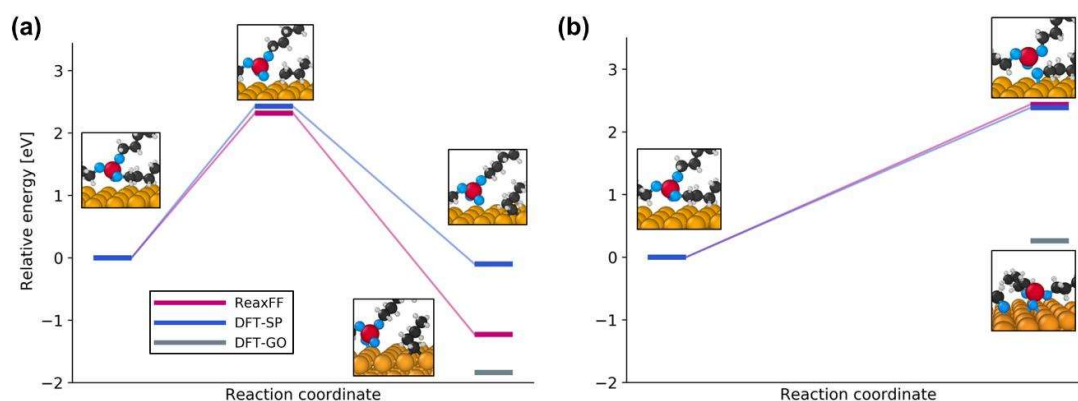 (a)
Relative energy [eV]
3
2
1
0
−1
−2
ReaxFF
DFT-SP
DFT-GO
Reaction coordinate
(b)
3
2
1
0
−1
−2
Reaction coordinate